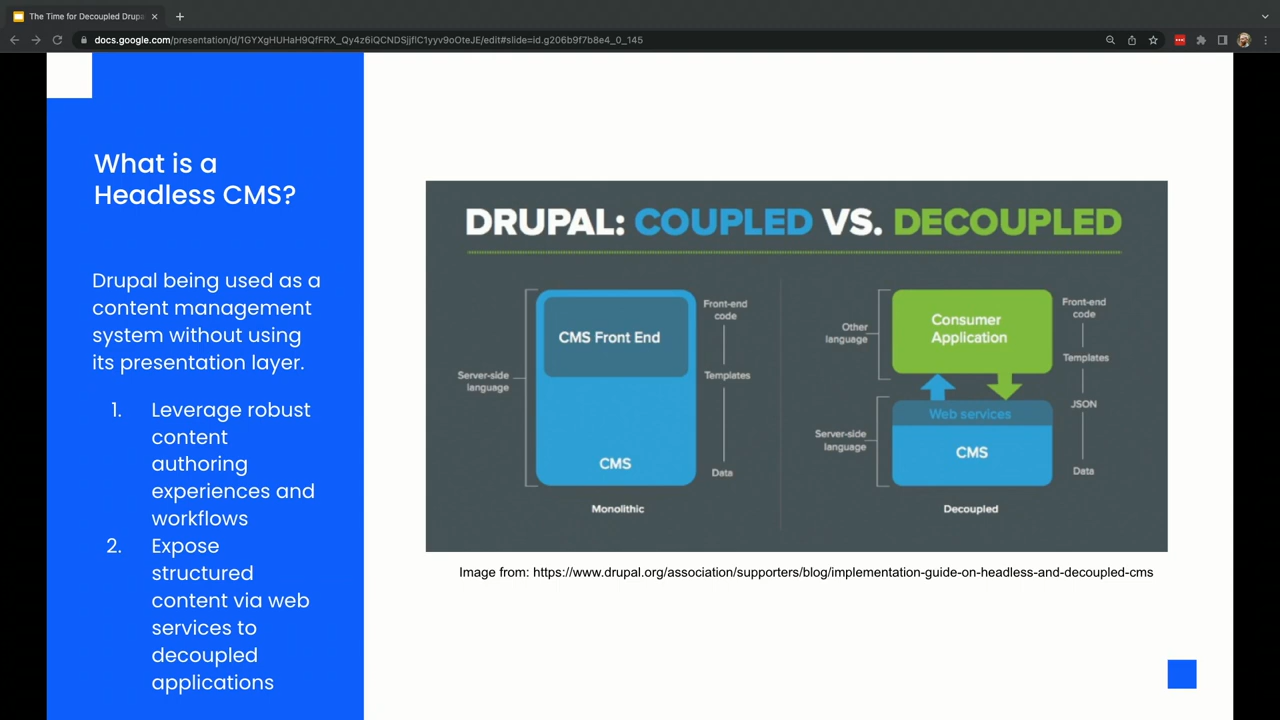 The Time for Decoupled Drupa
docs.google.com/presentation/d/1GYXgHUHaH9QfFRX_Qy4z6lQCNDSjjflC1yyv9oOteJE/edit#slide=id.g206b9f7b8e4_0_145
What is a
Headless CMS?
Drupal being used as a
content management
system without using
its presentation layer.
1. Leverage robust
content
authoring
experiences and
workflows
2. Expose
structured
content via web
services to
decoupled
applications
DRUPAL: COUPLED VS. DECOUPLED
CMS Front End
CMS
Server-side
language
Front-end
code
Templates
Data
Monolithic
Consumer
Application
Web services
CMS
Other
language
Server-side
language
Front-end
code
Templates
JSON
Data
Decoupled
Image from: https://www.drupal.org/association/supporters/blog/implementation-guide-on-headless-and-decoupled-cms